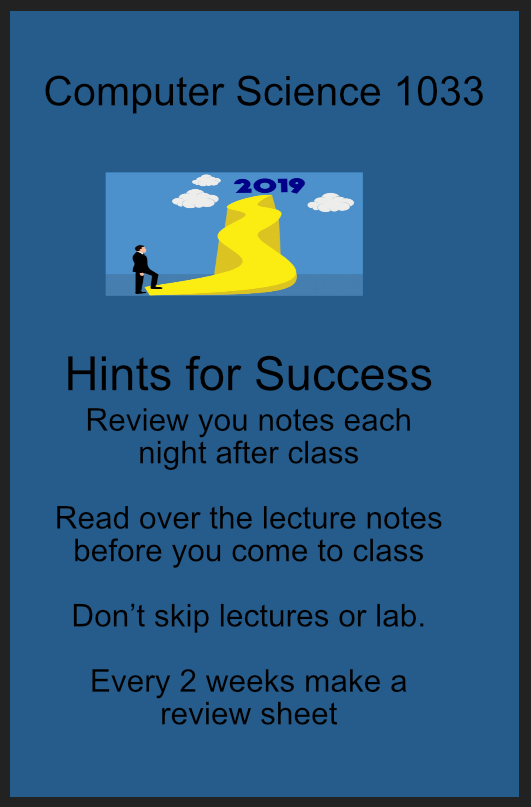 Computer Science 1033
2019
Hints for Success
Review you notes each
night after class
Read over the lecture notes
before you come to class
Don’t skip lectures or lab.
Every 2 weeks make a
review sheet